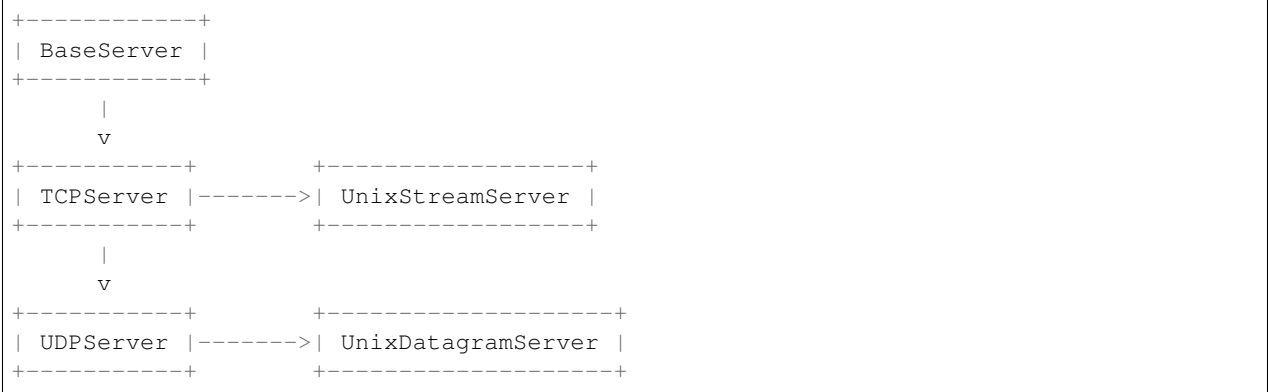 +------------+
| BaseServer |
+------------+
      |
      v
+-----------+        +------------------+
| TCPServer |------->| UnixStreamServer |
+-----------+        +------------------+
      |
      v
+-----------+        +--------------------+
| UDPServer |------->| UnixDatagramServer |
+-----------+        +--------------------+